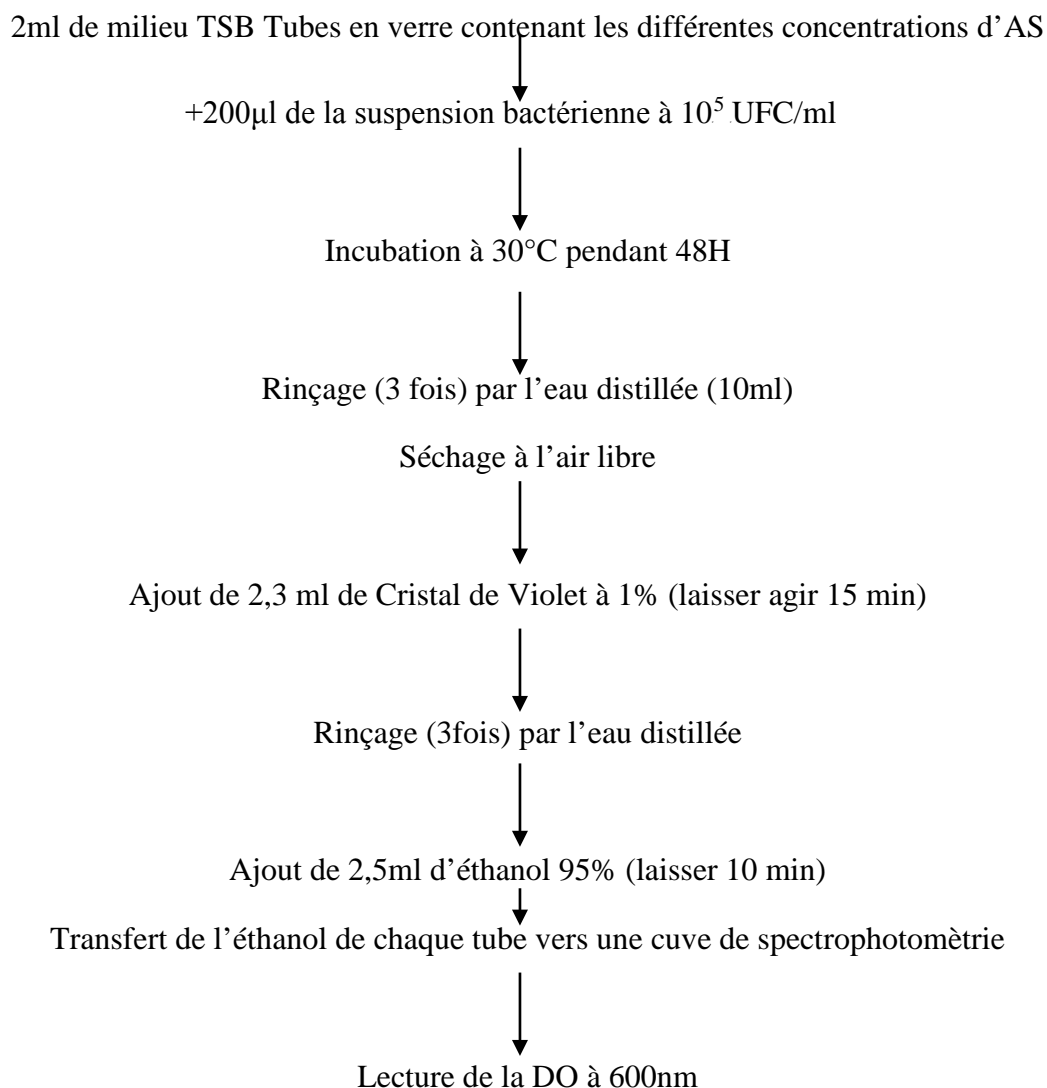 2ml de milieu TSB Tubes en verre contenant les différentes concentrations d’AS
+200µl de la suspension bactérienne à 10⁵ UFC/ml
Incubation à 30°C pendant 48H
Rinçage (3 fois) par l’eau distillée (10ml)
Séchage à l’air libre
Ajout de 2,3 ml de Cristal de Violet à 1% (laisser agir 15 min)
Rinçage (3fois) par l’eau distillée
Ajout de 2,5ml d’éthanol 95% (laisser 10 min)
Transfert de l’éthanol de chaque tube vers une cuve de spectrophotomètrie
Lecture de la DO à 600nm